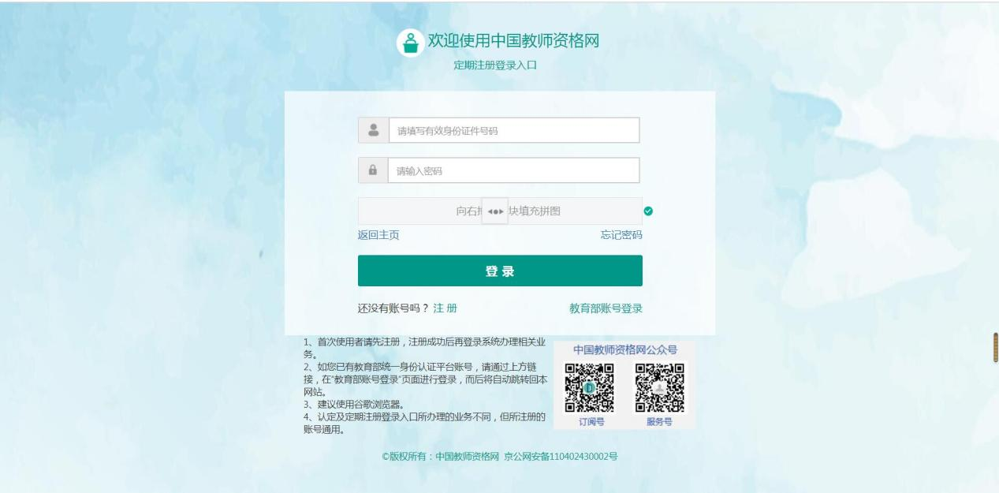 欢迎使用中国教师资格网
定期注册登录入口
请填写有效身份证件号码
请输入密码
向右 块填充拼图
返回主页 忘记密码
登 录
还没有账号吗？ 注 册 教育部账号登录
1、首次使用者请先注册，注册成功后再登录系统办理相关业
务。
2、如您已有教育部统一身份认证平台账号，请通过上方链
接，在"教育部账号登录"页面进行登录，而后将自动跳转回本
网站。
3、建议使用谷歌浏览器。
4、认定及定期注册登录入口所办理的业务不同，但所注册的
账号通用。
中国教师资格网公众号
订阅号 服务号
©版权所有：中国教师资格网 京公网安备110402430002号